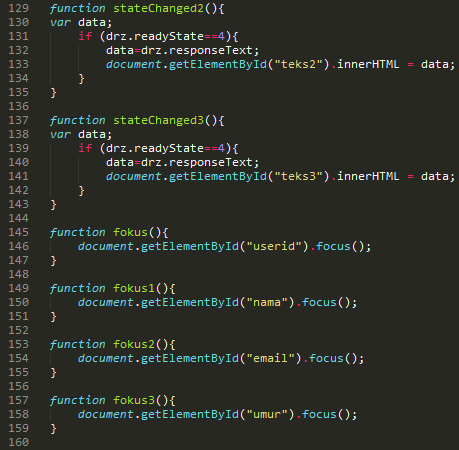 129 function stateChanged2(){
130 var data;
131     if (drz.readyState==4){
132         data=drz.responseText;
133         document.getElementById("teks2").innerHTML = data;
134     }
135 }
136
137 function stateChanged3(){
138 var data;
139     if (drz.readyState==4){
140         data=drz.responseText;
141         document.getElementById("teks3").innerHTML = data;
142     }
143 }
144
145 function fokus(){
146     document.getElementById("userid").focus();
147 }
148
149 function fokus1(){
150     document.getElementById("nama").focus();
151 }
152
153 function fokus2(){
154     document.getElementById("email").focus();
155 }
156
157 function fokus3(){
158     document.getElementById("umur").focus();
159 }
160